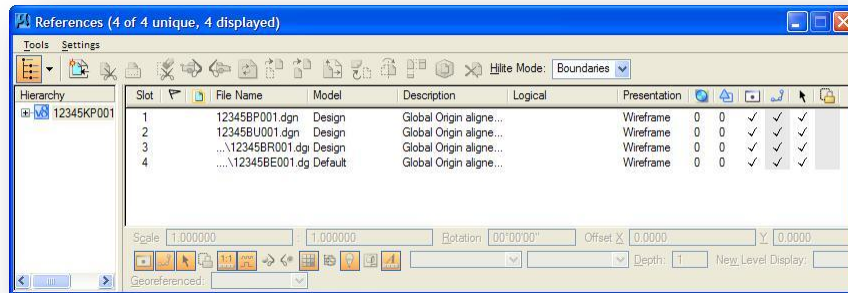 References (4 of 4 unique, 4 displayed)
Tools Settings
Hilite Mode: Boundaries
Hierarchy Slot File Name Model Description Logical Presentation
12345KP001
1 12345BP001.dgn Design Global Origin aligne... Wireframe 0 0
2 12345BU001.dgn Design Global Origin aligne... Wireframe 0 0
3 ...\12345BR001.dgn Design Global Origin aligne... Wireframe 0 0
4 ...\12345BE001.dg Default Global Origin aligne... Wireframe 0 0
Scale 1.000000 : 1.000000 Rotation 00°00'00" Offset X 0.0000 Y 0.0000
1:1 Depth: 1 New Level Display:
Georeferenced: